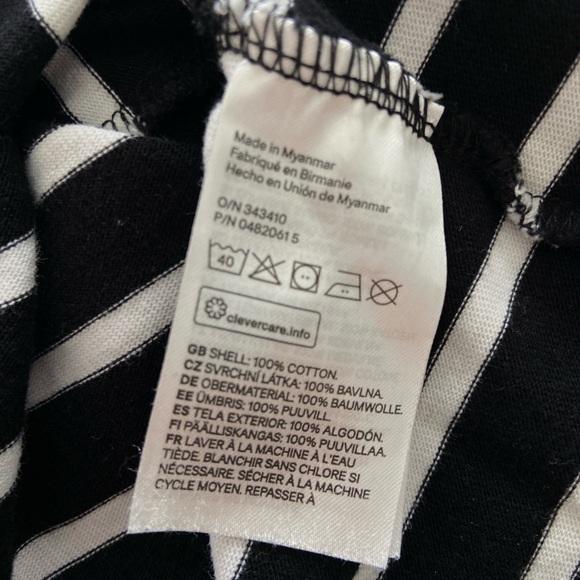 Made in Myanmar
Fabriqué en Birmanie
Hecho en Unión de Myanmar
O/N 343410
P/N 04820615
40
clevercare.info
GB SHELL: 100% COTTON.
CZ SVRCHNÍ LÁTKA: 100% BAVLNA.
DE OBERMATERIAL: 100% BAUMWOLLE.
EE ÜMBRIS: 100% PUUVILL.
ES TELA EXTERIOR: 100% ALGODÓN.
FI PÄÄLLISKANGAS: 100% PUUVILLAA.
FR LAVER À LA MACHINE À L'EAU
TIÈDE. BLANCHIR SANS CHLORE SI
NÉCESSAIRE. SÉCHER À LA MACHINE
CYCLE MOYEN. REPASSER À